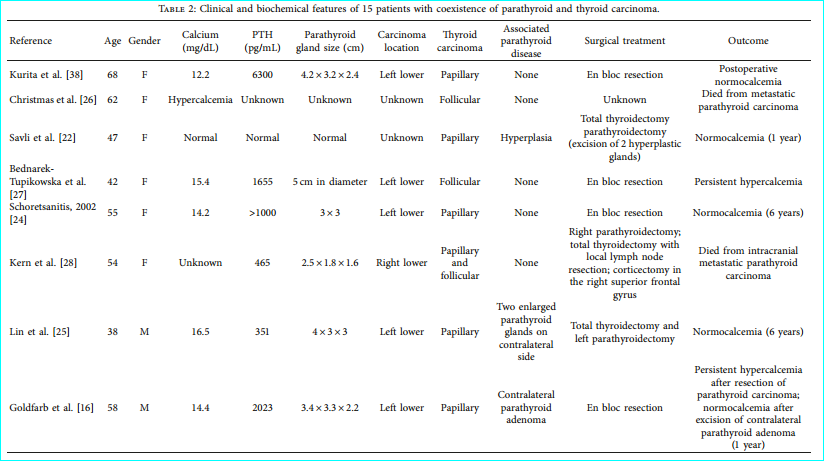 TABLE 2: Clinical and biochemical features of 15 patients with coexistence of parathyroid and thyroid carcinoma.
Reference Age Gender Calcium (mg/dL) PTH (pg/mL) Parathyroid gland size (cm) Carcinoma location Thyroid carcinoma Associated parathyroid disease Surgical treatment Outcome
Kurita et al. [38] 68 F 12.2 6300 4.2 × 3.2 × 2.4 Left lower Papillary None En bloc resection Postoperative normocalcemia
Christmas et al. [26] 62 F Hypercalcemia Unknown Unknown Unknown Follicular None Unknown Died from metastatic parathyroid carcinoma
Savli et al. [22] 47 F Normal Normal Normal Unknown Papillary Hyperplasia Total thyroidectomy parathyroidectomy (excision of 2 hyperplastic glands) Normocalcemia (1 year)
Bednarek-Tupikowska et al. [27] 42 F 15.4 1655 5 cm in diameter Left lower Follicular None En bloc resection Persistent hypercalcemia
Schoretsanitis, 2002 [24] 55 F 14.2 >1000 3 × 3 Left lower Papillary None En bloc resection Normocalcemia (6 years)
Kern et al. [28] 54 F Unknown 465 2.5 × 1.8 × 1.6 Right lower Papillary and follicular None Right parathyroidectomy; total thyroidectomy with local lymph node resection; corticectomy in the right superior frontal gyrus Died from intracranial metastatic parathyroid carcinoma
Lin et al. [25] 38 M 16.5 351 4 × 3 × 3 Left lower Papillary Two enlarged parathyroid glands on contralateral side Total thyroidectomy and left parathyroidectomy Normocalcemia (6 years)
Goldfarb et al. [16] 58 M 14.4 2023 3.4 × 3.3 × 2.2 Left lower Papillary Contralateral parathyroid adenoma En bloc resection Persistent hypercalcemia after resection of parathyroid carcinoma; normocalcemia after excision of contralateral parathyroid adenoma (1 year)